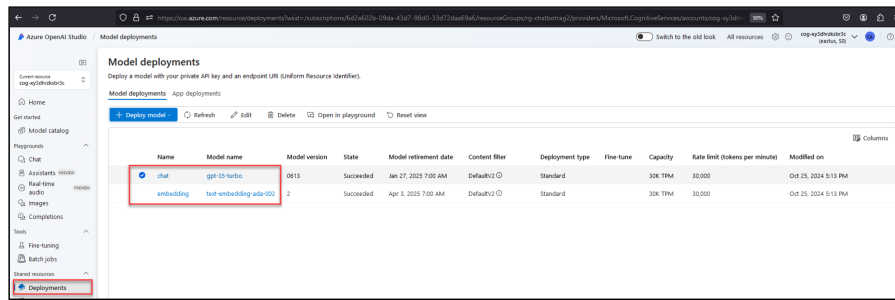 https://oai.azure.com/resource/deployments?wsid=/subscriptions/6d2a602b-09da-43d7-98d0-33d72daa69a6/resourceGroups/rg-chatbotrag2/providers/Microsoft.CognitiveServices/accounts/
90%
Azure OpenAI Studio / Model deployments
Switch to the old look
All resources
(eastus, S0)
CA
Current resource
Home
Get started
Model catalog
Playgrounds
Chat
Assistants PREVIEW
Real-time audio PREVIEW
Images
Completions
Tools
Fine-tuning
Batch jobs
Shared resources
Deployments
Model deployments
Deploy a model with your private API key and an endpoint URI (Uniform Resource Identifier).
Model deployments App deployments
+ Deploy model Refresh Edit Delete Open in playground Reset view
Columns
Name Model name Model version State Model retirement date Content filter Deployment type Fine-tune Capacity Rate limit (tokens per minute) Modified on
chat gpt-35-turbo 0613 Succeeded Jan 27, 2025 7:00 AM DefaultV2 Standard 30K TPM 30,000 Oct 25, 2024 5:13 PM
embedding text-embedding-ada-002 2 Succeeded Apr 3, 2025 7:00 AM DefaultV2 Standard 30K TPM 30,000 Oct 25, 2024 5:13 PM